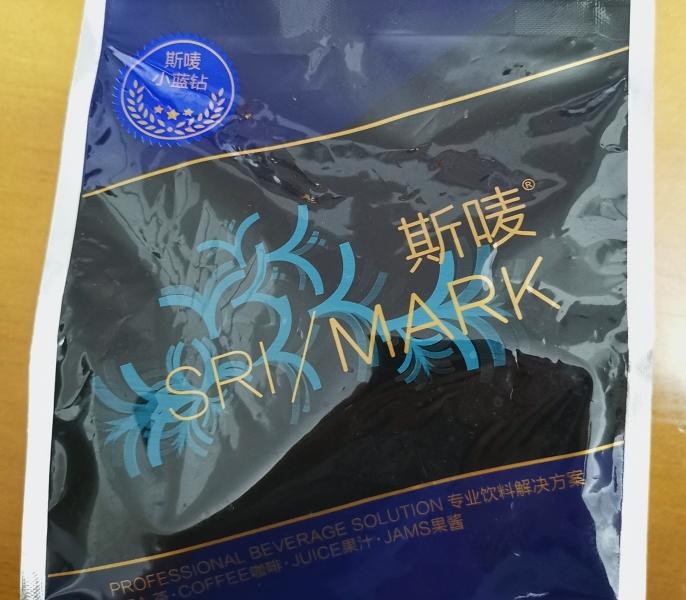 斯唛
小蓝钻
斯唛®
SRI/MARK
PROFESSIONAL BEVERAGE SOLUTION 专业饮料解决方案
茶·COFFEE咖啡·JUICE果汁·JAMS果酱